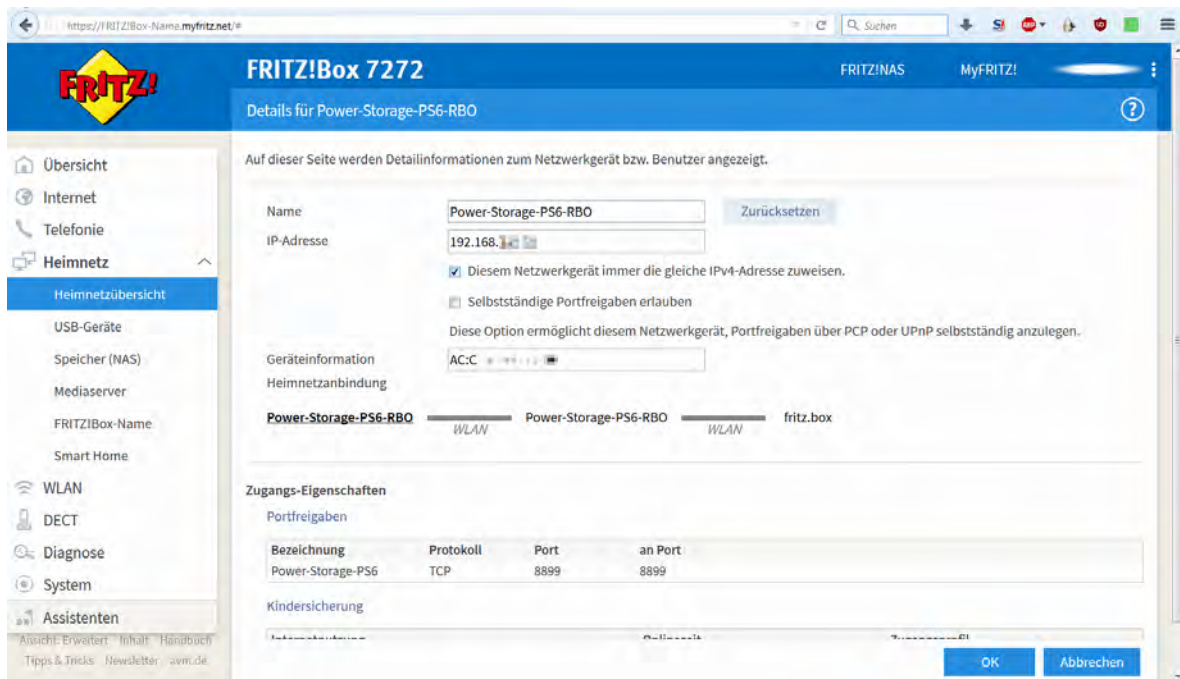 https://FRITZ!Box-Name.myfritz.net/#
Suchen
FRITZ!
FRITZ!Box 7272
FRITZ!NAS
MyFRITZ!
Details für Power-Storage-PS6-RBO
Übersicht
Internet
Telefonie
Heimnetz
Heimnetzübersicht
USB-Geräte
Speicher (NAS)
Mediaserver
FRITZ!Box-Name
Smart Home
WLAN
DECT
Diagnose
System
Assistenten
Ansicht: Erweitert Inhalt Handbuch
Tipps & Tricks Newsletter avm.de
Auf dieser Seite werden Detailinformationen zum Netzwerkgerät bzw. Benutzer angezeigt.
Name Power-Storage-PS6-RBO Zurücksetzen
IP-Adresse 192.168.
Diesem Netzwerkgerät immer die gleiche IPv4-Adresse zuweisen.
Selbstständige Portfreigaben erlauben
Diese Option ermöglicht diesem Netzwerkgerät, Portfreigaben über PCP oder UPnP selbstständig anzulegen.
Geräteinformation AC:C
Heimnetzanbindung
Power-Storage-PS6-RBO WLAN Power-Storage-PS6-RBO WLAN fritz.box
Zugangs-Eigenschaften
Portfreigaben
Bezeichnung Protokoll Port an Port
Power-Storage-PS6 TCP 8899 8899
Kindersicherung
Internetnutzung Onlinezeit Zugangsprofil
OK Abbrechen